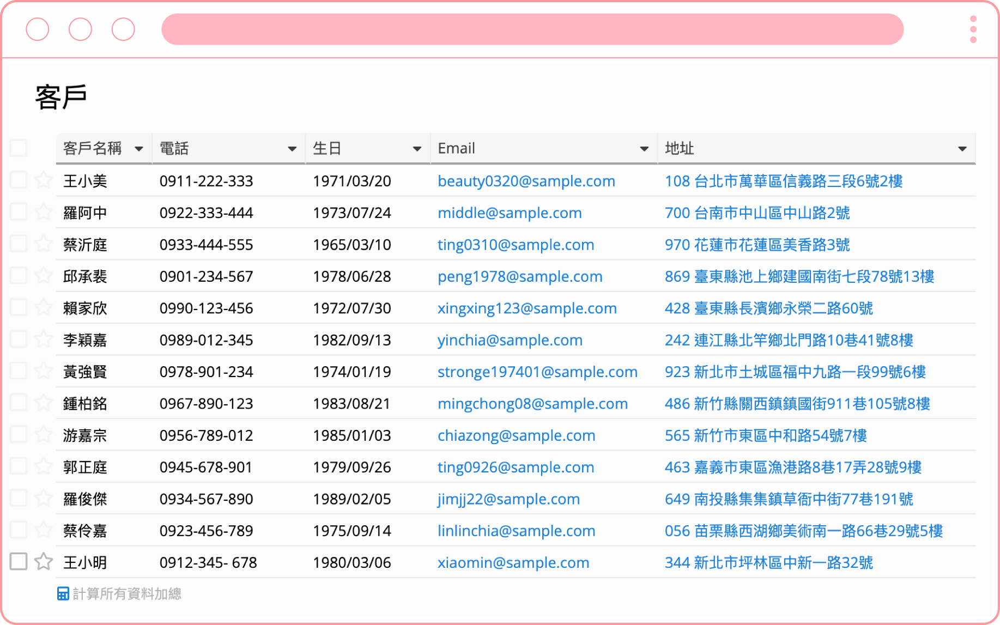 客戶
客戶名稱 電話 生日 Email 地址
王小美 0911-222-333 1971/03/20 beauty0320@sample.com 108 台北市萬華區信義路三段6號2樓
羅阿中 0922-333-444 1973/07/24 middle@sample.com 700 台南市中山區中山路2號
蔡沂庭 0933-444-555 1965/03/10 ting0310@sample.com 970 花蓮市花蓮區美香路3號
邱承裴 0901-234-567 1978/06/28 peng1978@sample.com 869 臺東縣池上鄉建國南街七段78號13樓
賴家欣 0990-123-456 1972/07/30 xingxing123@sample.com 428 臺東縣長濱鄉永榮二路60號
李穎嘉 0989-012-345 1982/09/13 yinchia@sample.com 242 連江縣北竿鄉北門路10巷41號8樓
黃強賢 0978-901-234 1974/01/19 stronge197401@sample.com 923 新北市土城區福中九路一段99號6樓
鍾柏銘 0967-890-123 1983/08/21 mingchong08@sample.com 486 新竹縣關西鎮鎮國街911巷105號8樓
游嘉宗 0956-789-012 1985/01/03 chiazong@sample.com 565 新竹市東區中和路54號7樓
郭正庭 0945-678-901 1979/09/26 ting0926@sample.com 463 嘉義市東區漁港路8巷17弄28號9樓
羅俊傑 0934-567-890 1989/02/05 jimjj22@sample.com 649 南投縣集集鎮草衙中街77巷191號
蔡伶嘉 0923-456-789 1975/09/14 linlinchia@sample.com 056 苗栗縣西湖鄉美術南一路66巷29號5樓
王小明 0912-345- 678 1980/03/06 xiaomin@sample.com 344 新北市坪林區中新一路32號
計算所有資料加總